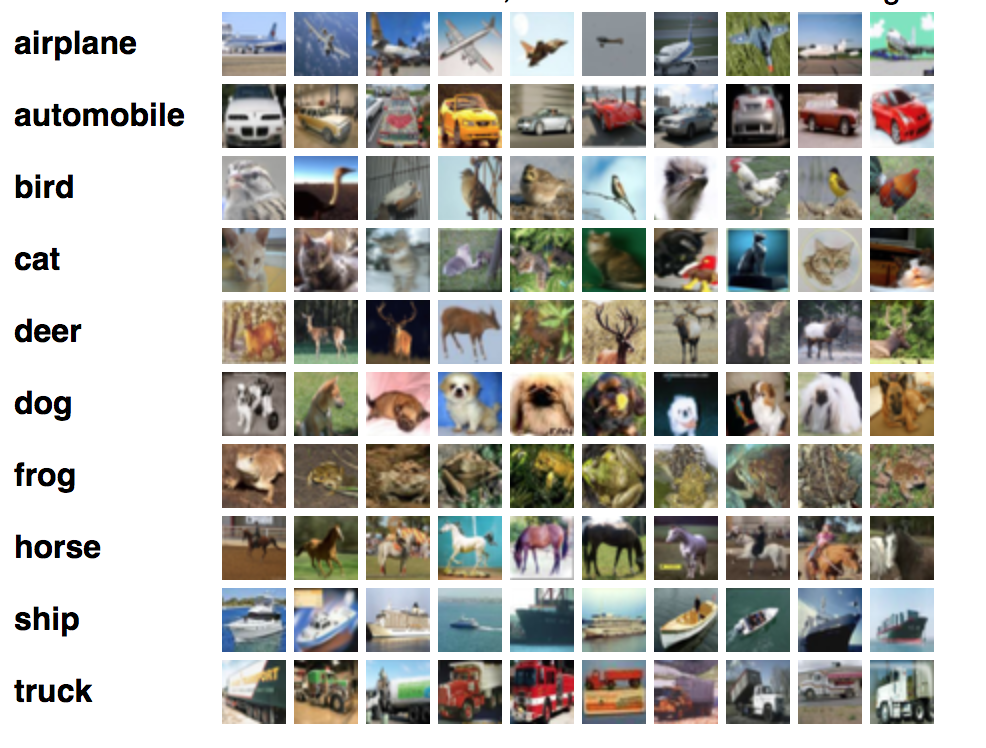 airplane
automobile
bird
cat
deer
dog
frog
horse
ship
truck